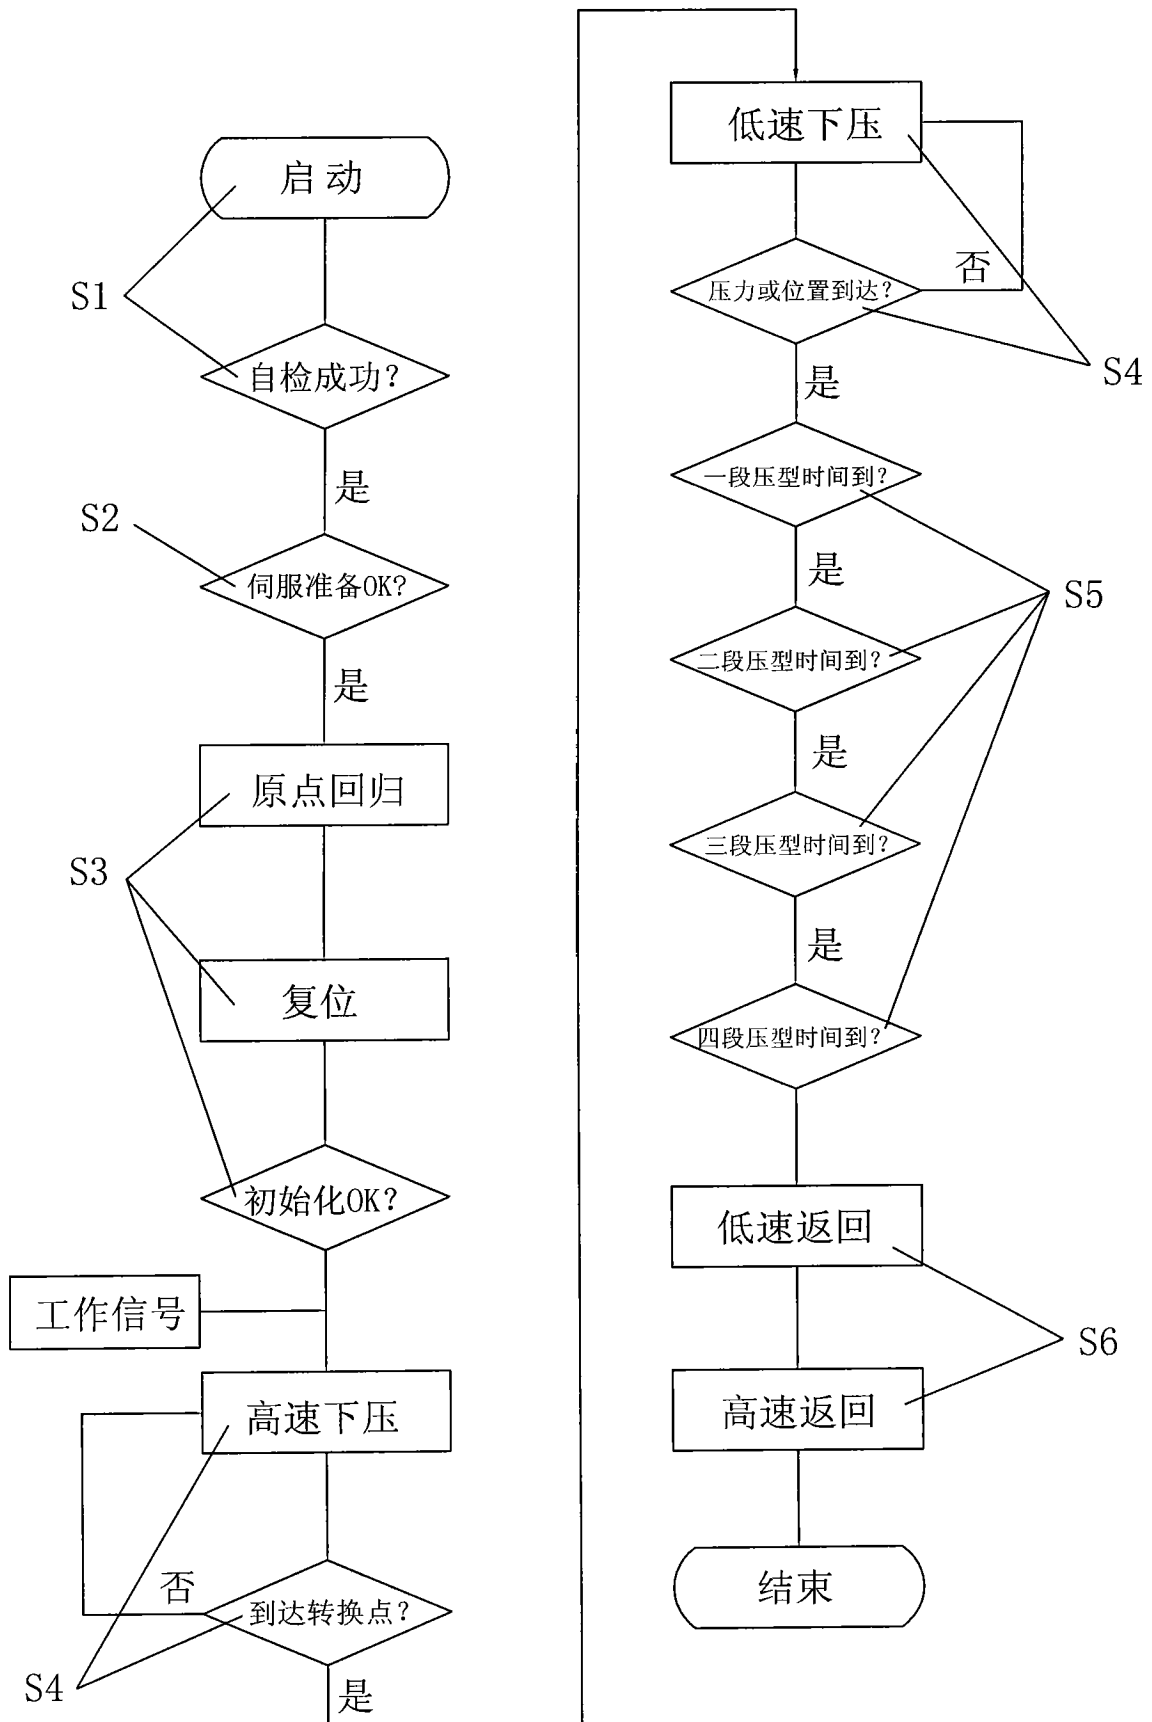 启动
S1
自检成功?
是
S2
伺服准备OK?
是
原点回归
S3
复位
初始化OK?
工作信号
高速下压
否
到达转换点?
S4
是
低速下压
否
压力或位置到达?
S4
是
一段压型时间到?
是
S5
二段压型时间到?
是
三段压型时间到?
是
四段压型时间到?
低速返回
S6
高速返回
结束